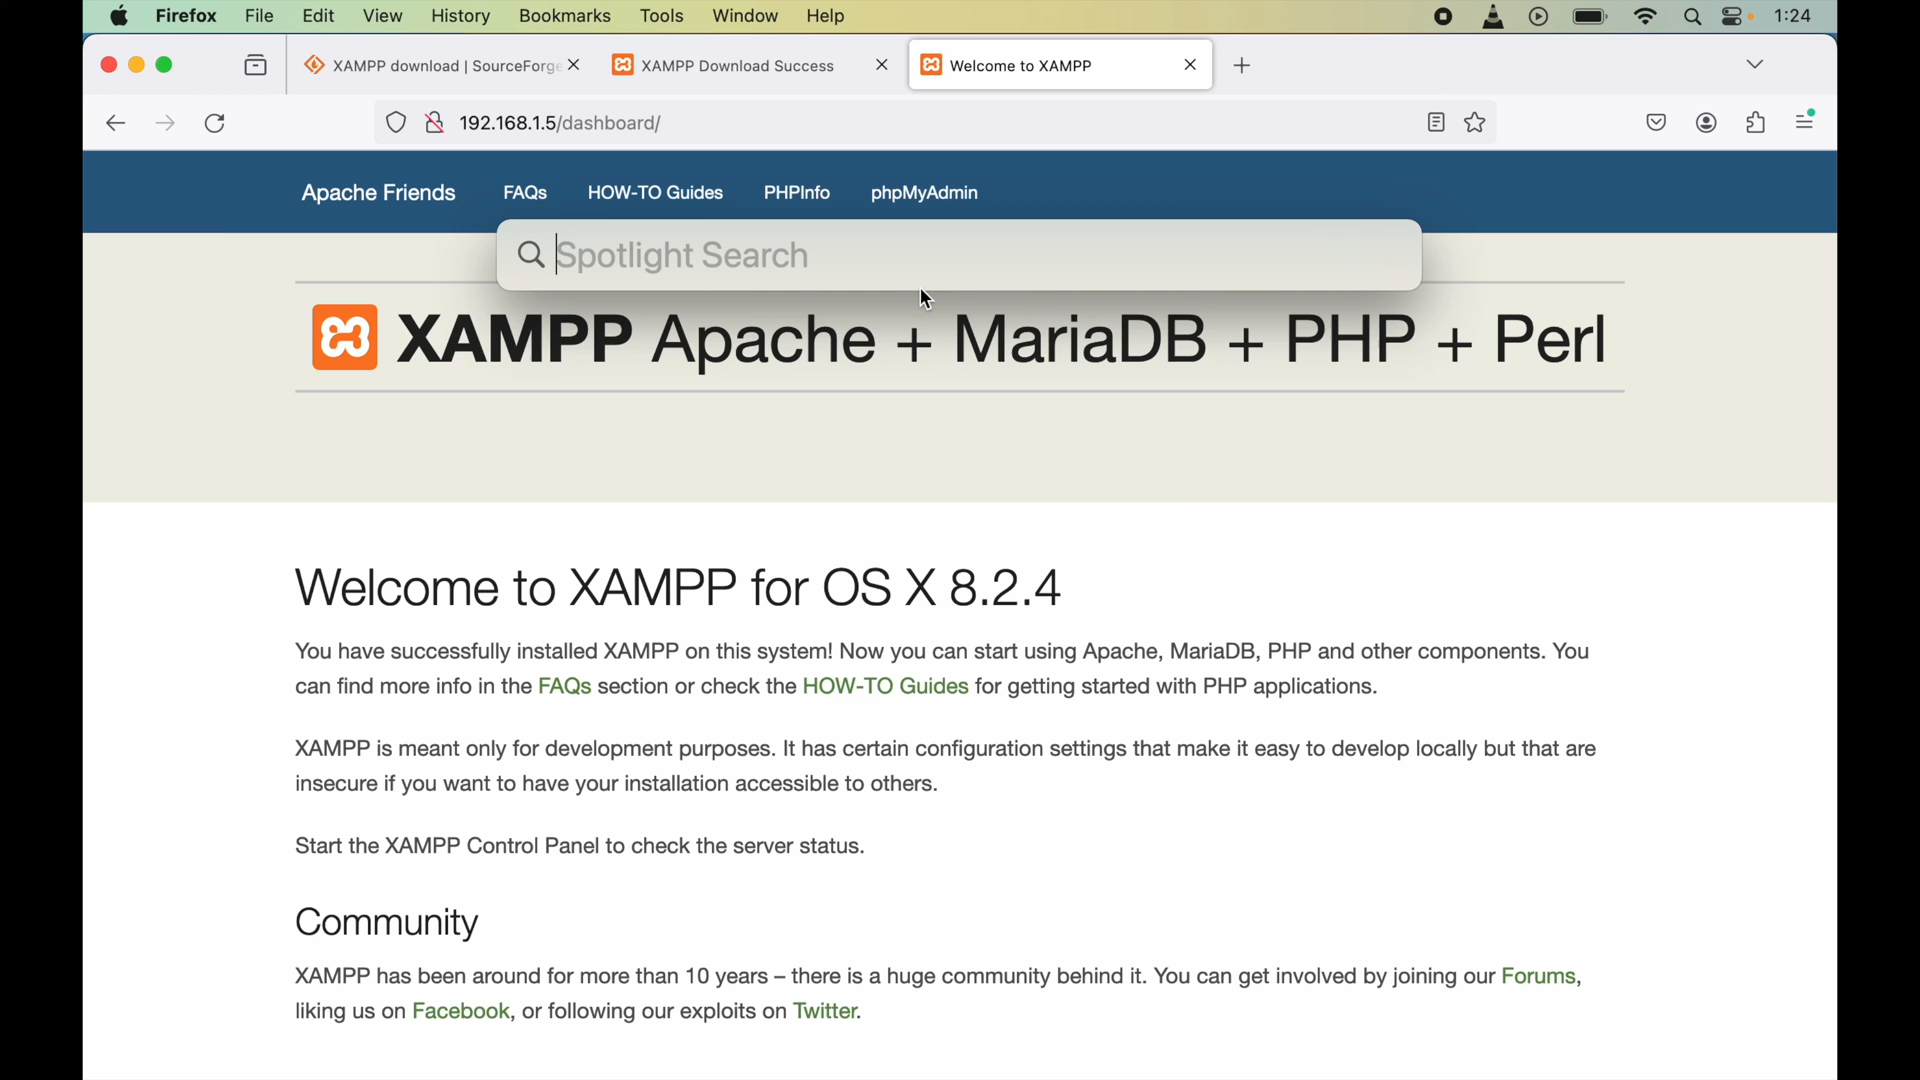 Firefox File Edit View History Bookmarks Tools Window Help 1:24
XAMPP download | SourceForge XAMPP Download Success Welcome to XAMPP
192.168.1.5/dashboard/
Apache Friends FAQs HOW-TO Guides PHPInfo phpMyAdmin
Spotlight Search
XAMPP Apache + MariaDB + PHP + Perl
Welcome to XAMPP for OS X 8.2.4
You have successfully installed XAMPP on this system! Now you can start using Apache, MariaDB, PHP and other components. You
can find more info in the FAQs section or check the HOW-TO Guides for getting started with PHP applications.
XAMPP is meant only for development purposes. It has certain configuration settings that make it easy to develop locally but that are
insecure if you want to have your installation accessible to others.
Start the XAMPP Control Panel to check the server status.
Community
XAMPP has been around for more than 10 years – there is a huge community behind it. You can get involved by joining our Forums,
liking us on Facebook, or following our exploits on Twitter.